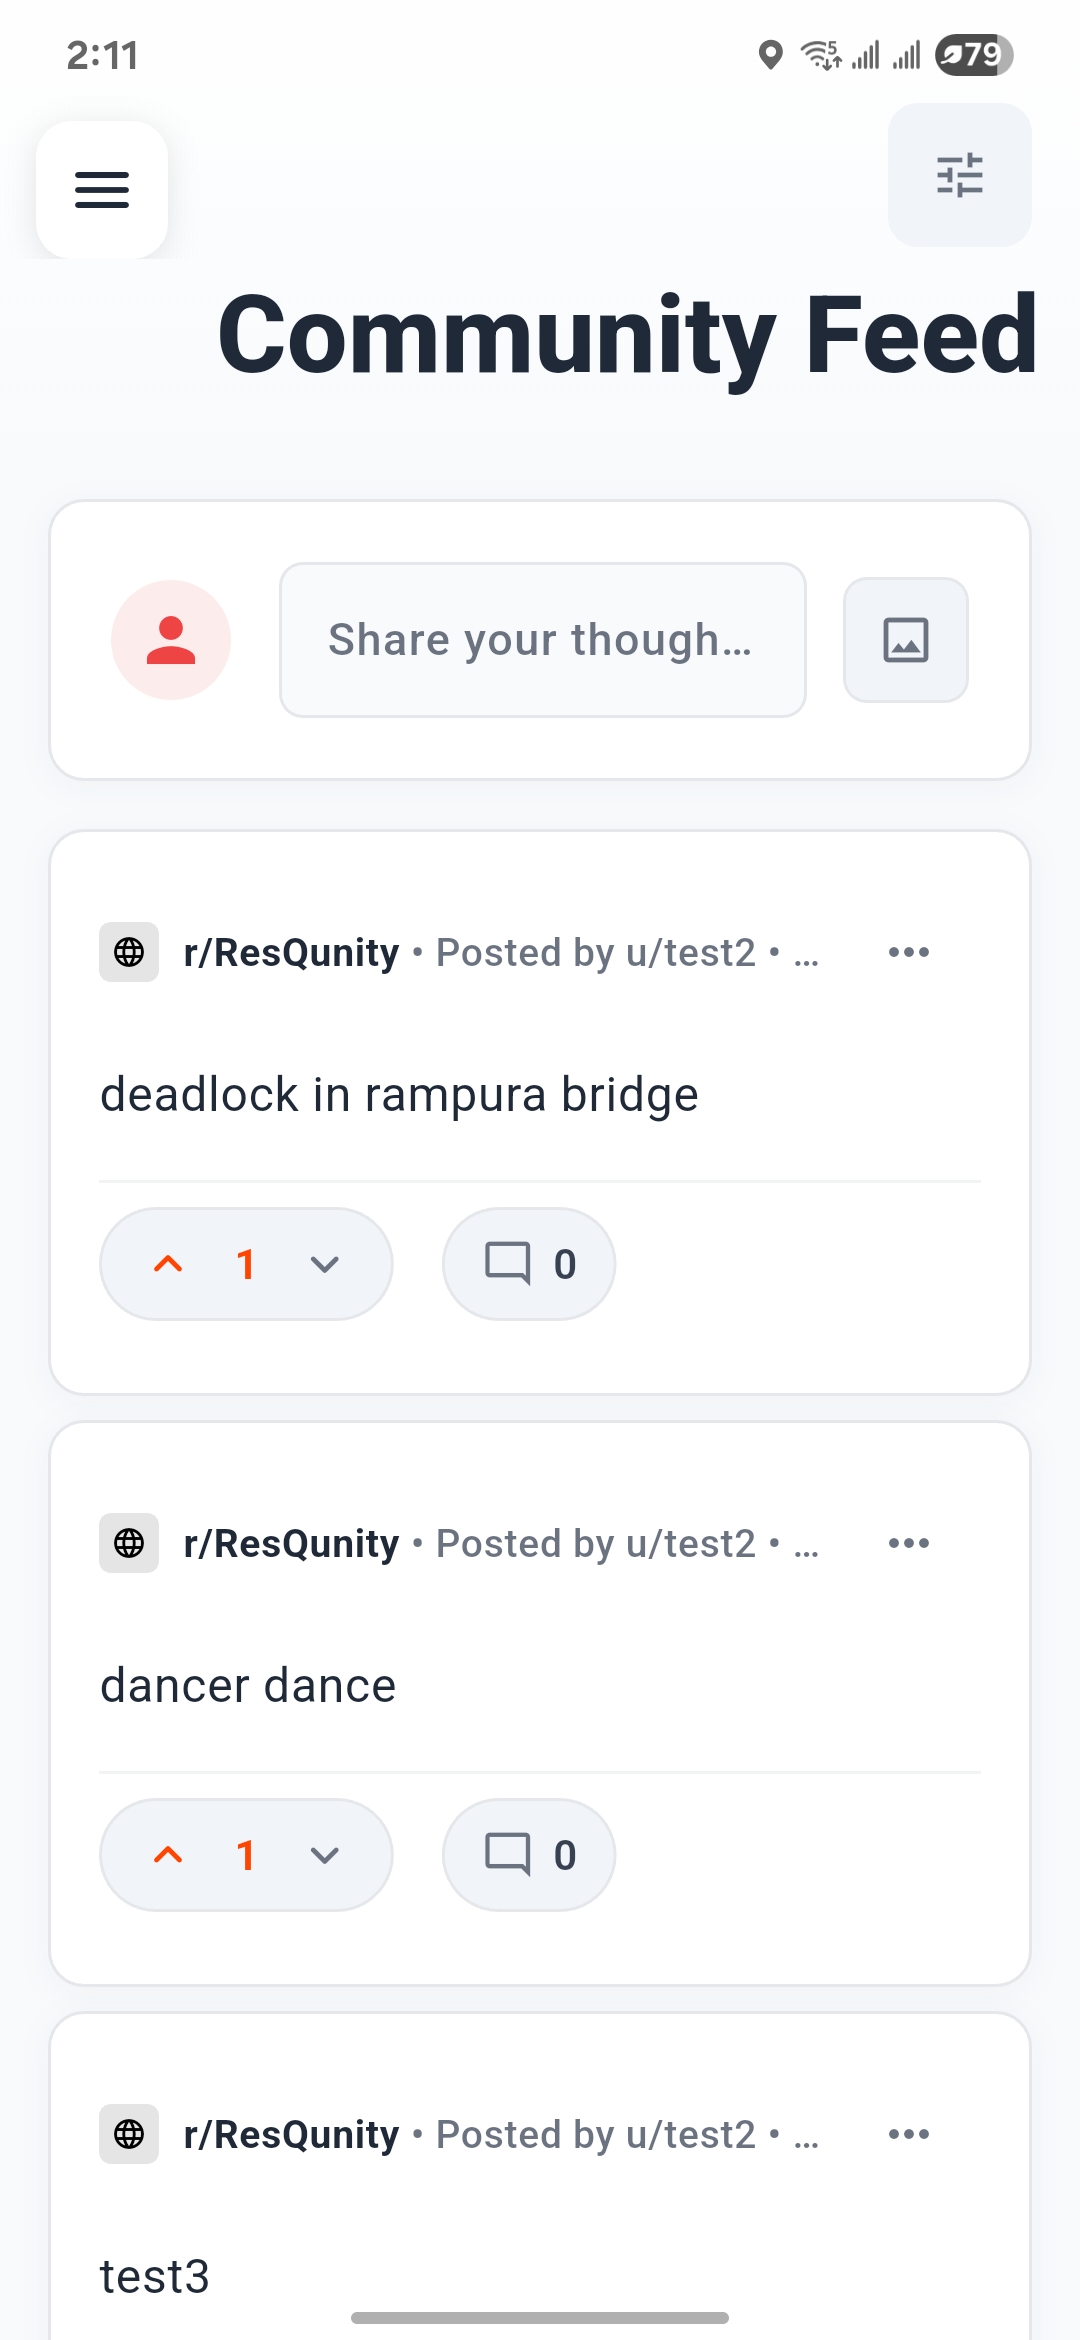 2:11
5
79
Community Feed
Share your though...
r/ResQunity • Posted by u/test2 • ...
deadlock in rampura bridge
1
0
r/ResQunity • Posted by u/test2 • ...
dancer dance
1
0
r/ResQunity • Posted by u/test2 • ...
test3